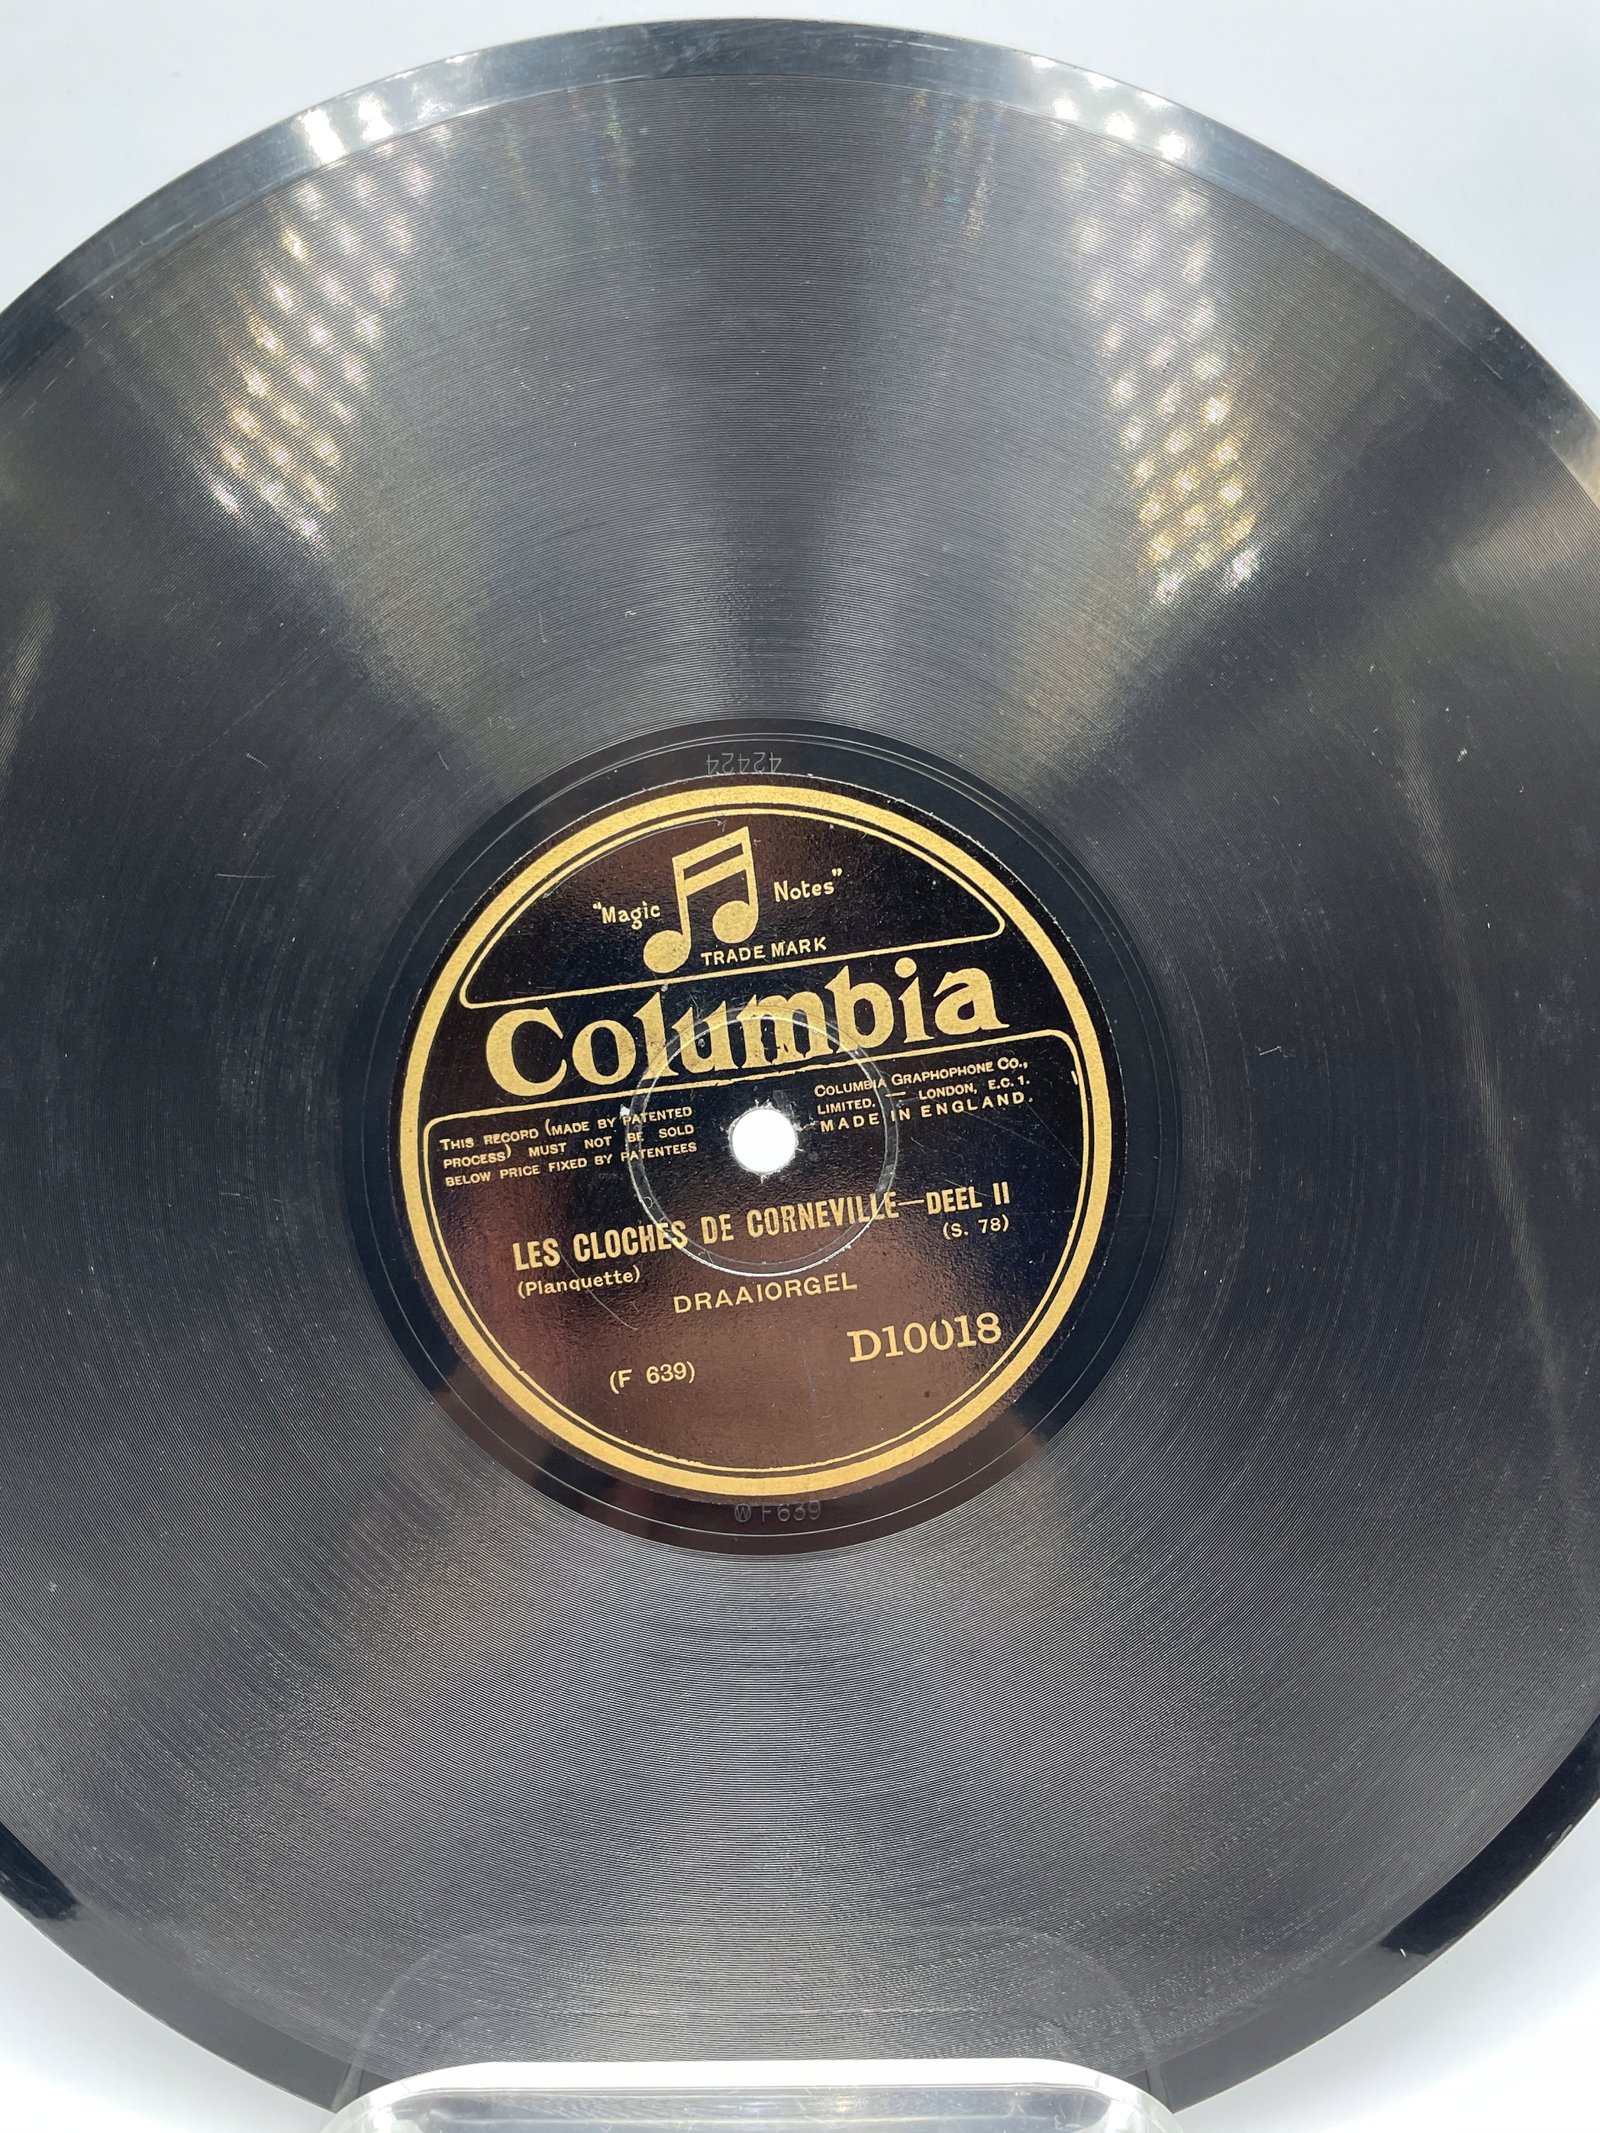 42424
"Magic Notes"
TRADE MARK
Columbia
THIS RECORD (MADE BY PATENTED
PROCESS) MUST NOT BE SOLD
BELOW PRICE FIXED BY PATENTEES
COLUMBIA GRAPHOPHONE CO.,
LIMITED. — LONDON, E.C.1.
MADE IN ENGLAND.
LES CLOCHES DE CORNEVILLE—DEEL II
(Planquette)
(S. 78)
DRAAIORGEL
D10018
(F 639)
Ⓦ F639